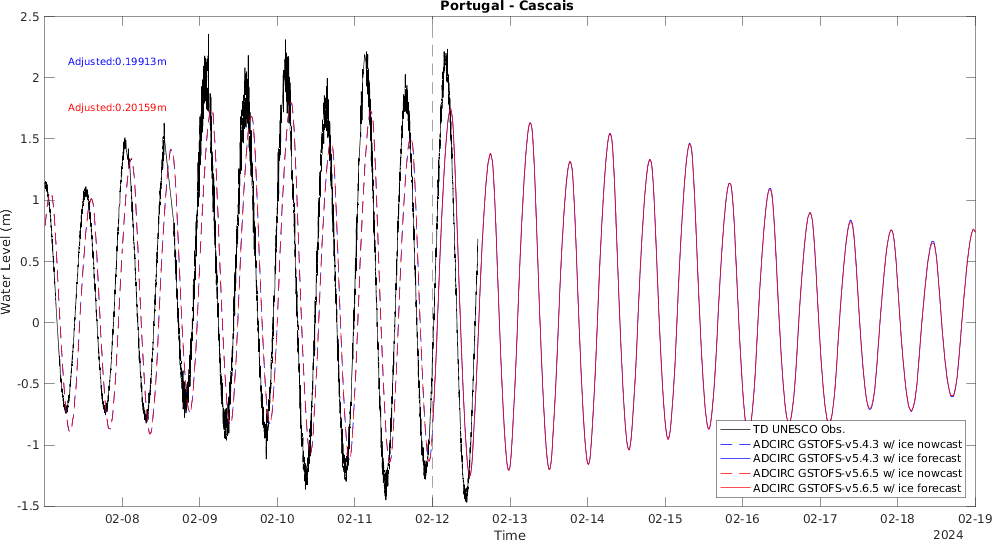 Portugal - Cascais
2.5
2
1.5
1
0.5
0
-0.5
-1
-1.5
Water Level (m)
Adjusted:0.19913m
Adjusted:0.20159m
TD UNESCO Obs.
ADCIRC GSTOFS-v5.4.3 w/ ice nowcast
ADCIRC GSTOFS-v5.4.3 w/ ice forecast
ADCIRC GSTOFS-v5.6.5 w/ ice nowcast
ADCIRC GSTOFS-v5.6.5 w/ ice forecast
02-08 02-09 02-10 02-11 02-12 02-13 02-14 02-15 02-16 02-17 02-18 02-19
Time
2024